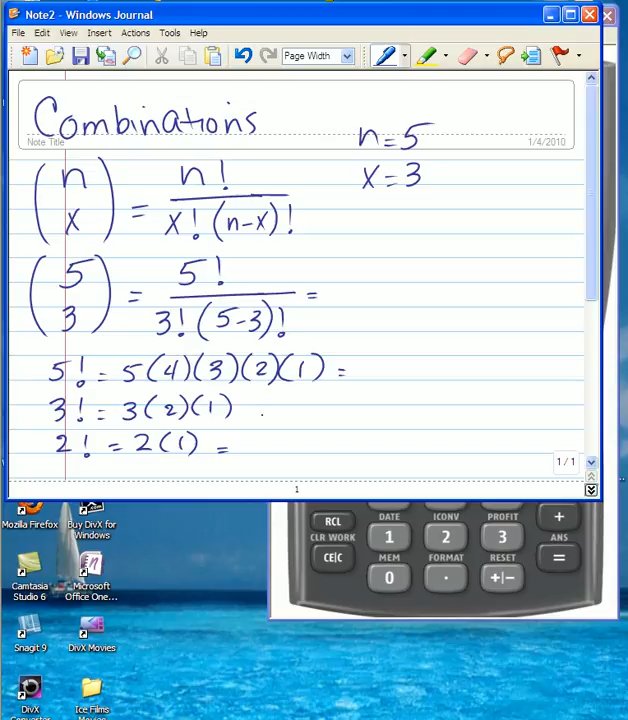 Note2 - Windows Journal
File Edit View Insert Actions Tools Help
Page Width
Combinations
Note Title
1/4/2010
n=5
x=3
(n x) = n! / x!(n-x)!
(5 3) = 5! / 3!(5-3)! =
5! = 5(4)(3)(2)(1) =
3! = 3(2)(1)
2! = 2(1) =
1/1
1
Mozilla Firefox
Buy DivX for Windows
Camtasia Studio 6
Microsoft Office One...
Snagit 9
DivX Movies
DivX Converter
Ice Films Movies
RCL
DATE
ICONV
PROFIT
1
2
3
+
CLR WORK
ANS
CE|C
MEM
FORMAT
RESET
0
.
+|−
=